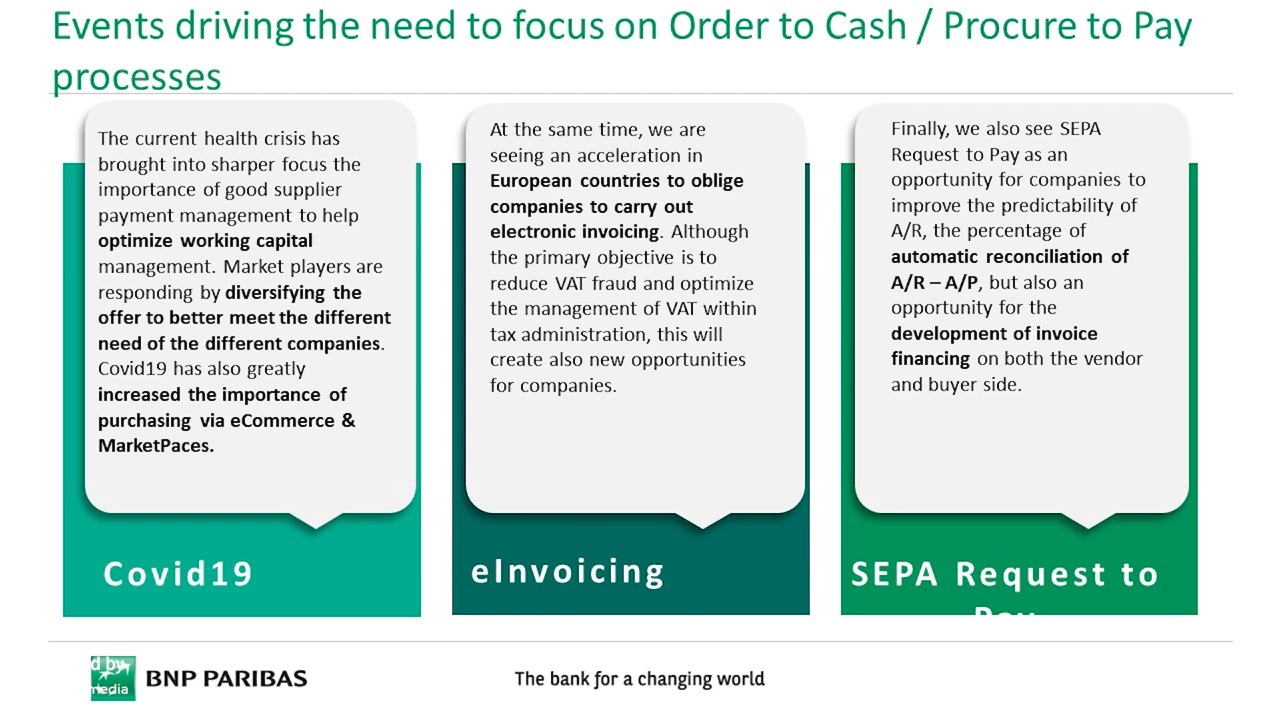 Events driving the need to focus on Order to Cash / Procure to Pay
processes
The current health crisis has
brought into sharper focus the
importance of good supplier
payment management to help
optimize working capital
management. Market players are
responding by diversifying the
offer to better meet the different
need of the different companies.
Covid19 has also greatly
increased the importance of
purchasing via eCommerce &
MarketPaces.
Covid19
At the same time, we are
seeing an acceleration in
European countries to oblige
companies to carry out
electronic invoicing. Although
the primary objective is to
reduce VAT fraud and optimize
the management of VAT within
tax administration, this will
create also new opportunities
for companies.
eInvoicing
Finally, we also see SEPA
Request to Pay as an
opportunity for companies to
improve the predictability of
A/R, the percentage of
automatic reconciliation of
A/R – A/P, but also an
opportunity for the
development of invoice
financing on both the vendor
and buyer side.
SEPA Request to
Pay
d by
media
BNP PARIBAS
The bank for a changing world